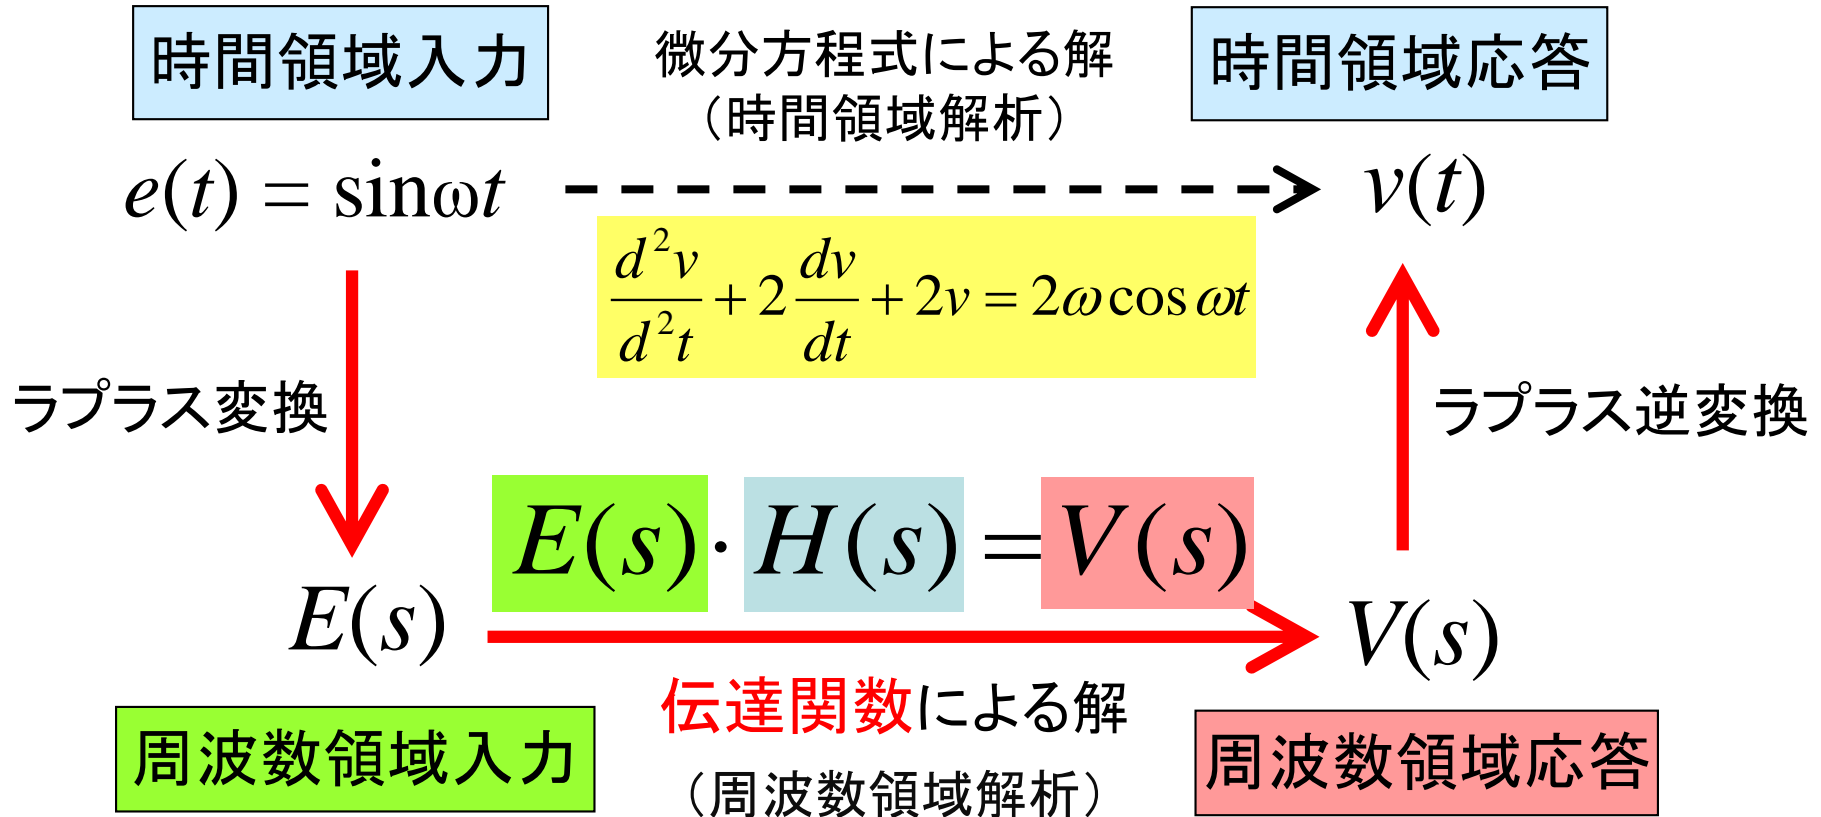 時間領域入力
微分方程式による解
（時間領域解析）
時間領域応答
e(t) = sinωt
v(t)
d²v/d²t + 2 dv/dt + 2v = 2ω cos ωt
ラプラス変換
ラプラス逆変換
E(s)·H(s)=V(s)
E(s)
V(s)
伝達関数による解
（周波数領域解析）
周波数領域入力
周波数領域応答